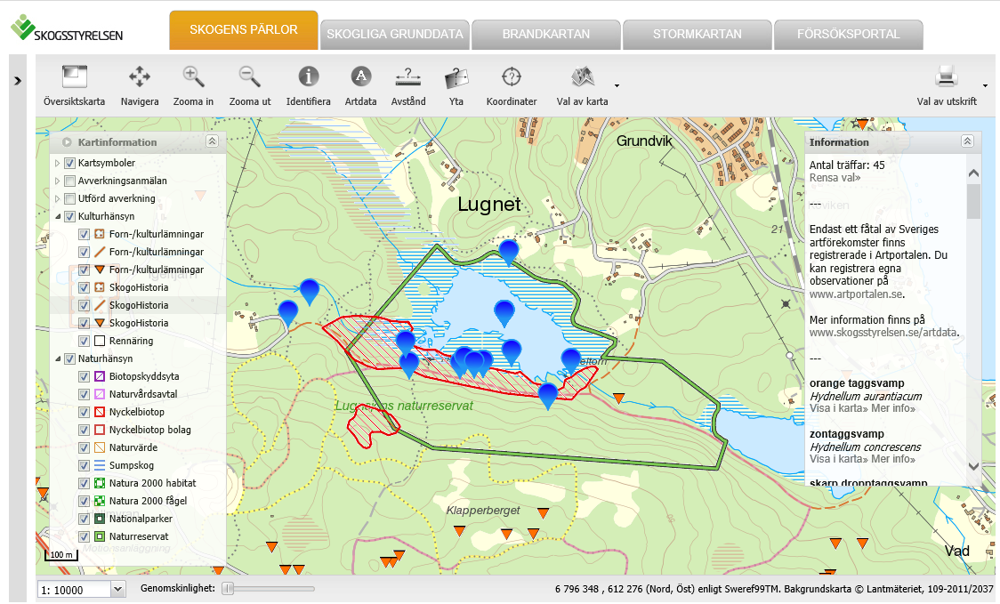 SKOGSSTYRELSEN
SKOGENS PÄRLOR
SKOGLIGA GRUNDDATA
BRANDKARTAN
STORMKARTAN
FÖRSÖKSPORTAL
Översiktskarta
Navigera
Zooma in
Zooma ut
Identifiera
Artdata
Avstånd
Yta
Koordinater
Val av karta
Val av utskrift
Kartinformation
Kartsymboler
Avverkningsanmälan
Utförd avverkning
Kulturhänsyn
Forn-/kulturlämningar
Forn-/kulturlämningar
Forn-/kulturlämningar
SkogoHistoria
SkogoHistoria
SkogoHistoria
Rennäring
Naturhänsyn
Biotopskyddsyta
Naturvårdsavtal
Nyckelbiotop
Nyckelbiotop bolag
Naturvärde
Sumpskog
Natura 2000 habitat
Natura 2000 fågel
Nationalparker
Naturreservat
100 m
Grundvik
Lugnet
21
naturreservat
Klapperberget
Vad
Information
Antal träffar: 45
Rensa val»
---
Endast ett fåtal av Sveriges
artförekomster finns
registrerade i Artportalen. Du
kan registrera egna
observationer på
www.artportalen.se.
Mer information finns på
www.skogsstyrelsen.se/artdata.
---
orange taggsvamp
Hydnellum aurantiacum
Visa i karta» Mer info»
zontaggsvamp
Hydnellum concrescens
Visa i karta» Mer info»
skarp dropptaggsvamp
1: 10000
Genomskinlighet:
6 796 348 , 612 276 (Nord, Öst) enligt Sweref99TM. Bakgrundskarta © Lantmäteriet, 109-2011/2037